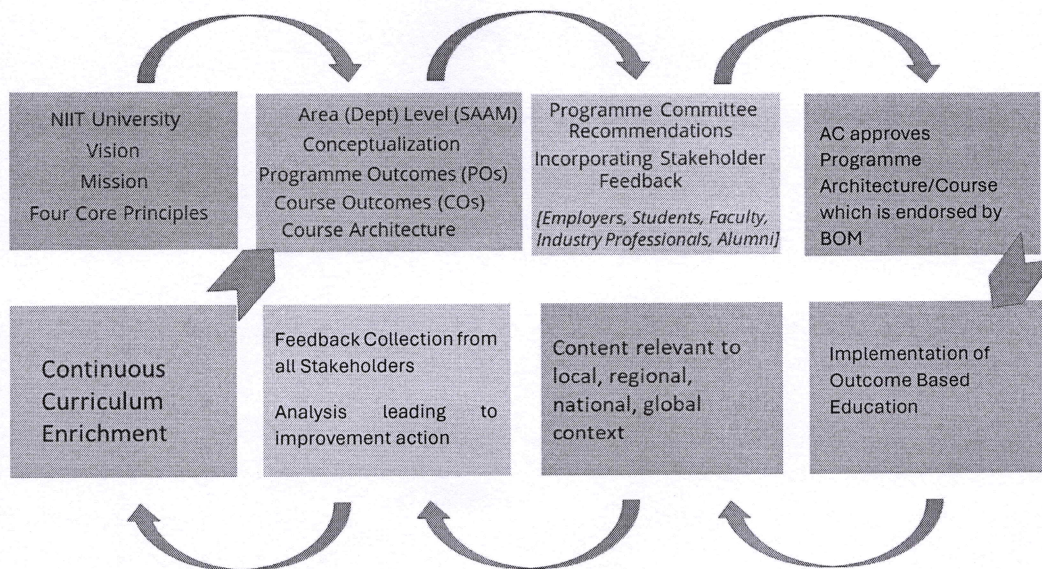 NIIT University
Vision
Mission
Four Core Principles
Area (Dept) Level (SAAM)
Conceptualization
Programme Outcomes (POs)
Course Outcomes (COs)
Course Architecture
Programme Committee
Recommendations
Incorporating Stakeholder
Feedback
[Employers, Students, Faculty,
Industry Professionals, Alumni]
AC approves
Programme
Architecture/Course
which is endorsed by
BOM
Continuous
Curriculum
Enrichment
Feedback Collection from
all Stakeholders
Analysis leading to
improvement action
Content relevant to
local, regional,
national, global
context
Implementation of
Outcome Based
Education